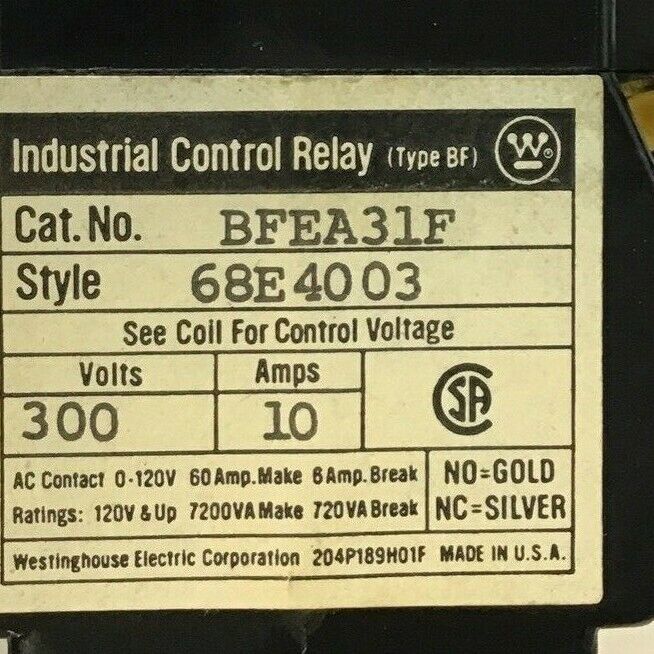 Industrial Control Relay (Type BF) W®
Cat. No. BFEA31F
Style 68E4003
See Coil For Control Voltage
Volts Amps
300 10 CSA
AC Contact 0-120V 60 Amp. Make 6 Amp. Break NO=GOLD
Ratings: 120V & Up 7200VA Make 720VA Break NC=SILVER
Westinghouse Electric Corporation 204P189H01F MADE IN U.S.A.